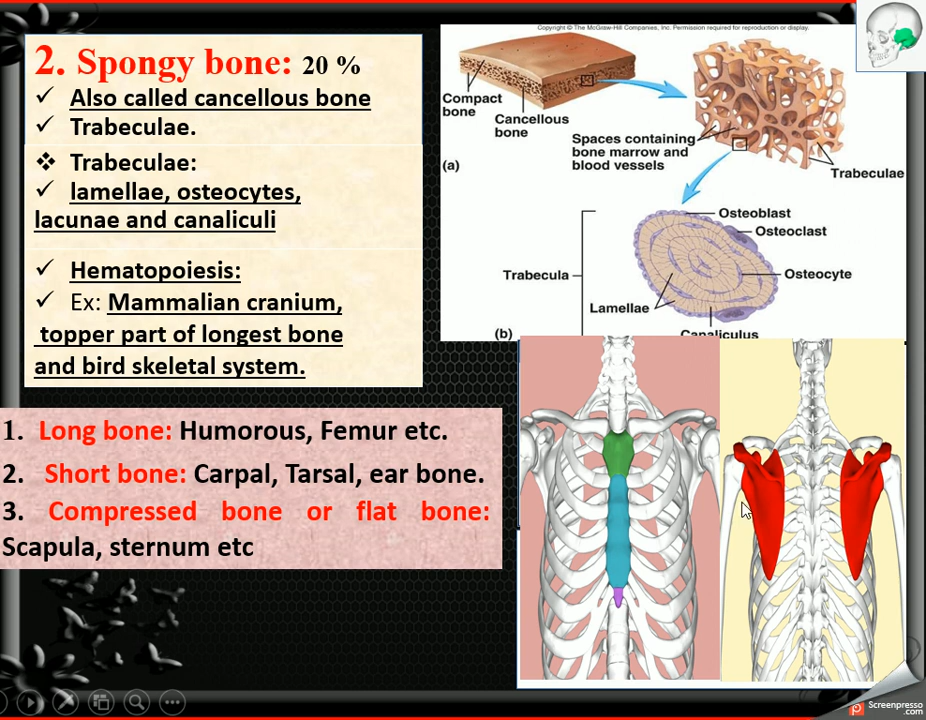 2. Spongy bone: 20 %
✓ Also called cancellous bone
✓ Trabeculae.
❖ Trabeculae:
✓ lamellae, osteocytes,
lacunae and canaliculi
✓ Hematopoiesis:
✓ Ex: Mammalian cranium,
topper part of longest bone
and bird skeletal system.
Copyright © The McGraw-Hill Companies, Inc. Permission required for reproduction or display.
Compact
bone
Cancellous
bone
Spaces containing
bone marrow and
blood vessels
Trabeculae
(a)
Osteoblast
Osteoclast
Trabecula
Osteocyte
Lamellae
Canaliculus
(b)
1. Long bone: Humorous, Femur etc.
2. Short bone: Carpal, Tarsal, ear bone.
3. Compressed bone or flat bone:
Scapula, sternum etc
Screenpresso
.com